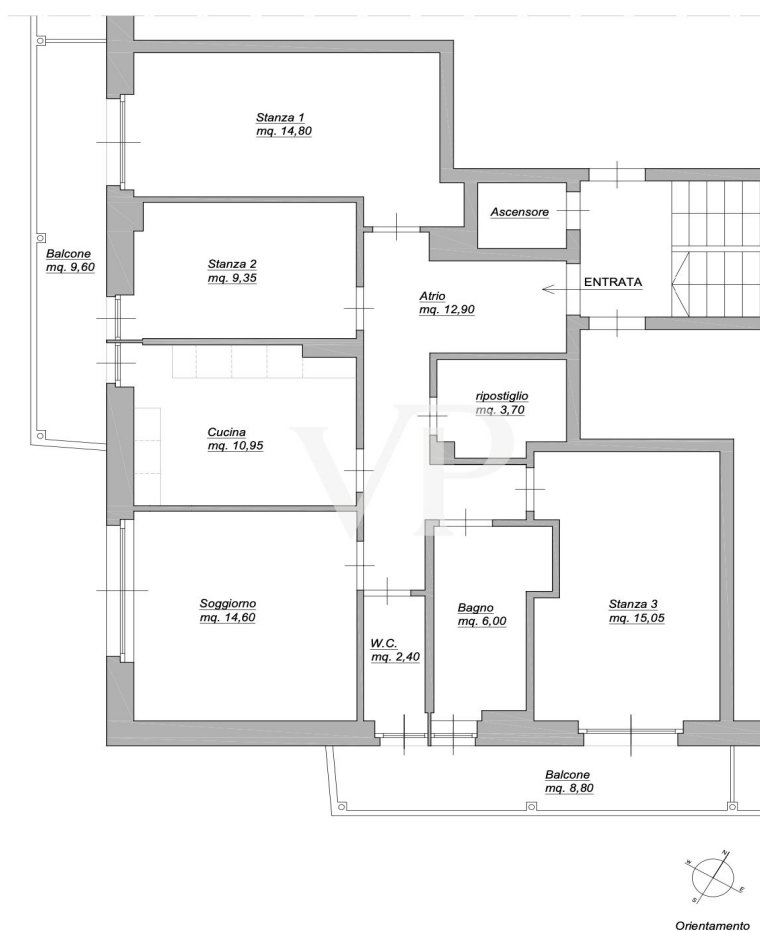 Stanza 1
mq. 14,80
Ascensore
Stanza 2
mq. 9,35
Balcone
mq. 9,60
ENTRATA
Atrio
mq. 12,90
ripostiglio
mq. 3,70
Cucina
mq. 10,95
VP
Soggiorno
mq. 14,60
Bagno
mq. 6,00
Stanza 3
mq. 15,05
W.C.
mq. 2,40
Balcone
mq. 8,80
N
W
E
S
Orientamento